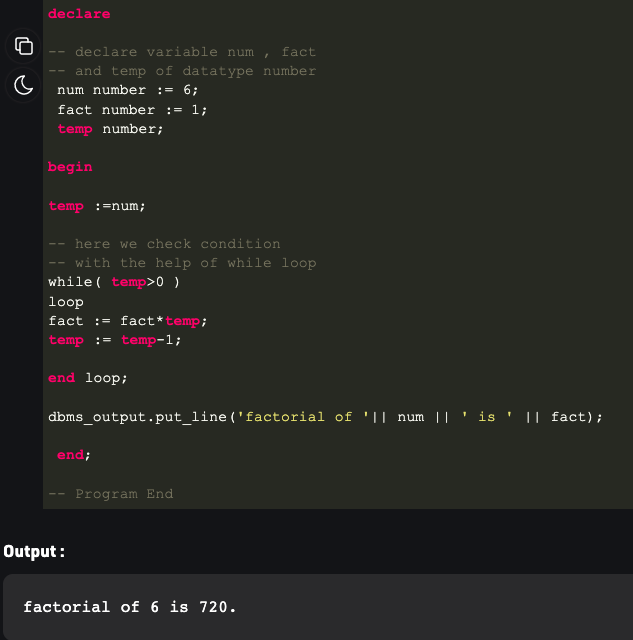 declare
-- declare variable num , fact
-- and temp of datatype number
num number := 6;
fact number := 1;
temp number;
begin
temp :=num;
-- here we check condition
-- with the help of while loop
while( temp>0 )
loop
fact := fact*temp;
temp := temp-1;
end loop;
dbms_output.put_line('factorial of '|| num || ' is ' || fact);
end;
-- Program End
Output :
factorial of 6 is 720.